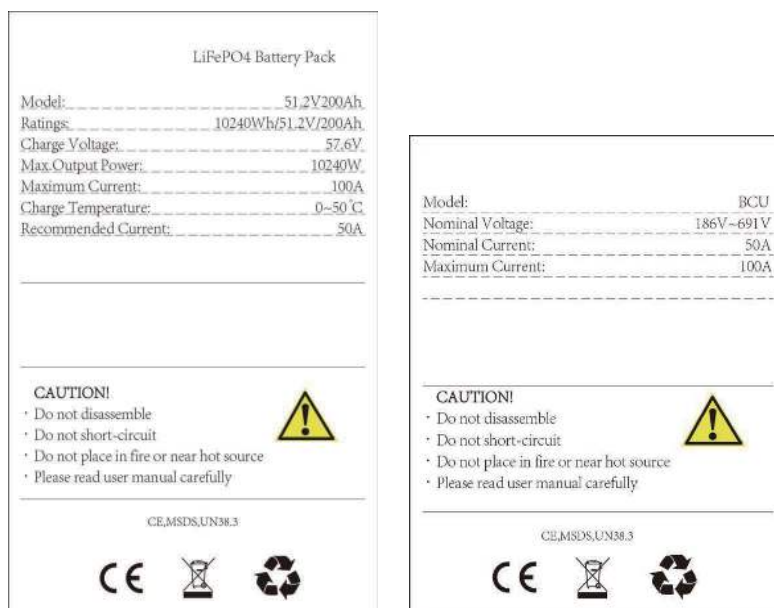 LiFePO4 Battery Pack
Model: 51.2V200Ah
Ratings: 10240Wh/51.2V/200Ah
Charge Voltage: 57.6V
Max.Output Power: 10240W
Maximum Current: 100A
Charge Temperature: 0~50℃
Recommended Current: 50A
CAUTION!
· Do not disassemble
· Do not short-circuit
· Do not place in fire or near hot source
· Please read user manual carefully
CE,MSDS,UN38.3
CE
Model: BCU
Nominal Voltage: 186V~691V
Nominal Current: 50A
Maximum Current: 100A
CAUTION!
· Do not disassemble
· Do not short-circuit
· Do not place in fire or near hot source
· Please read user manual carefully
CE,MSDS,UN38.3
CE